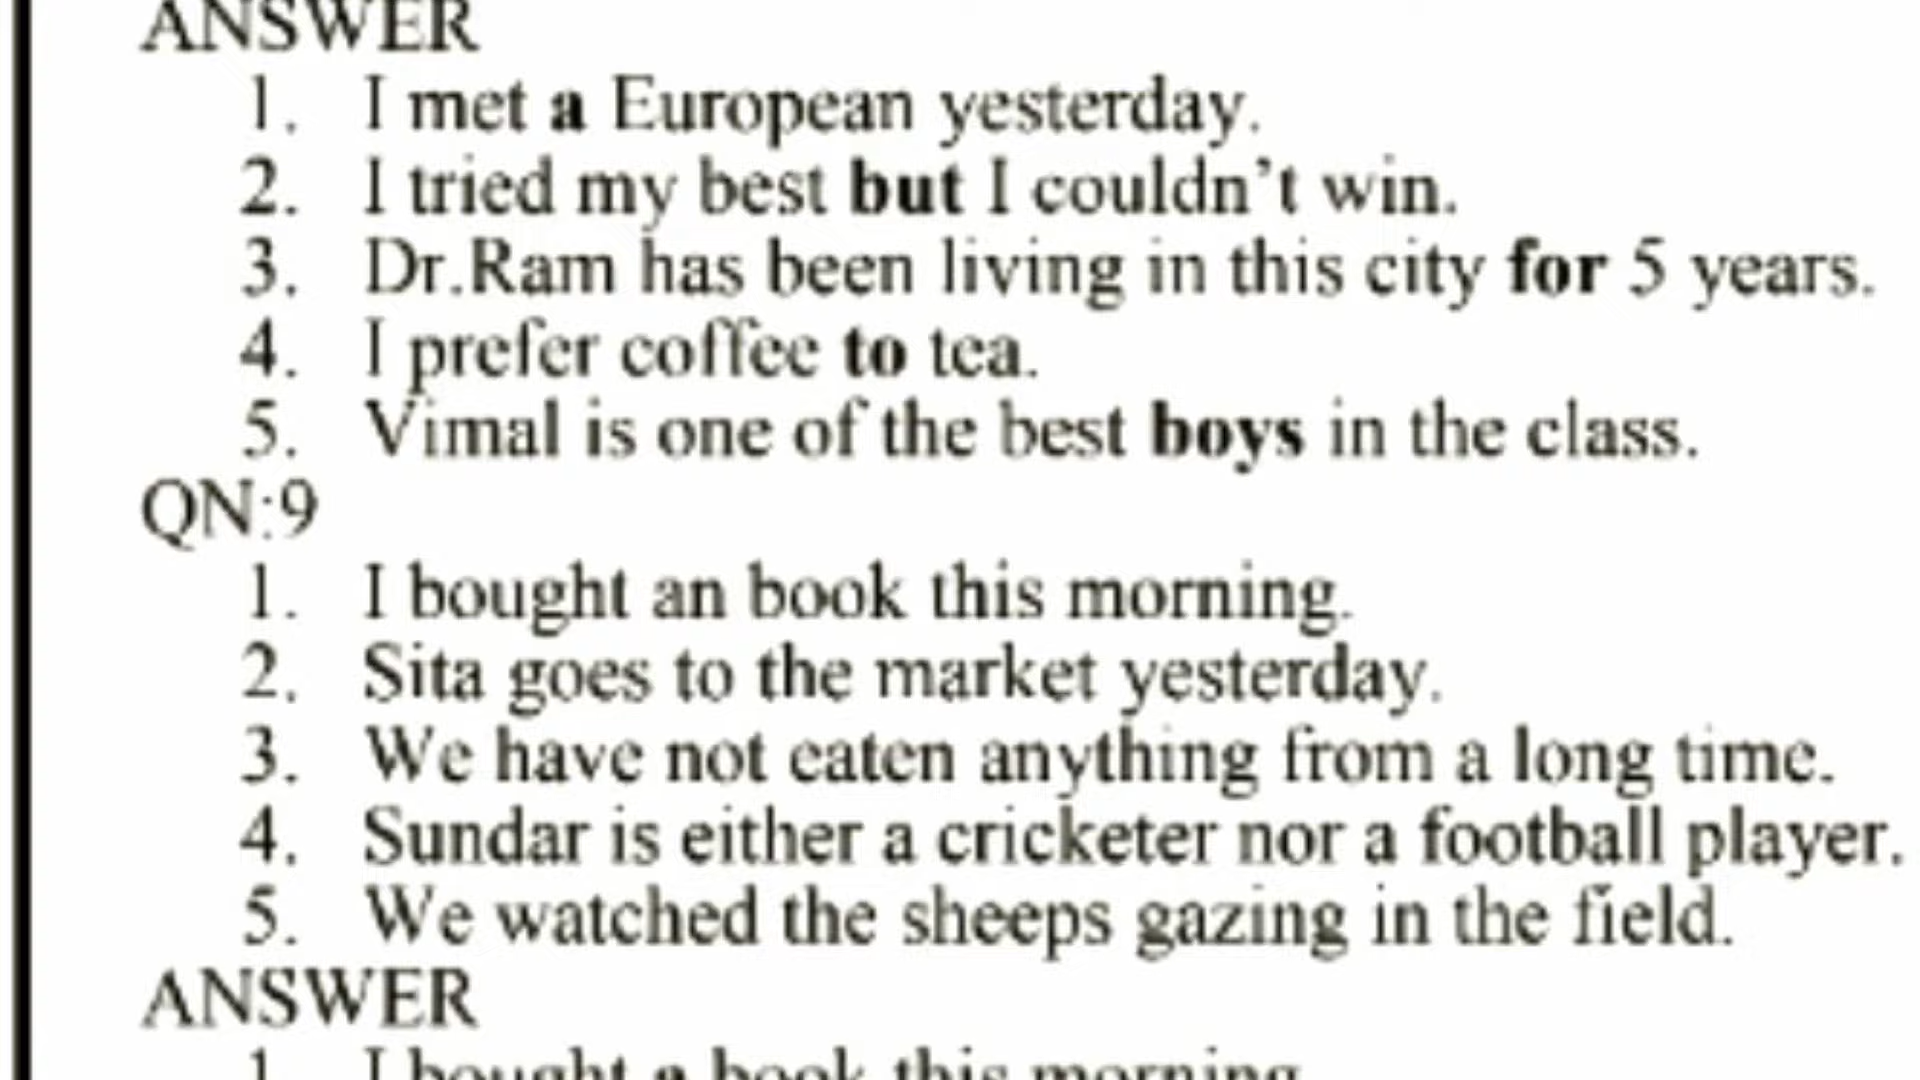 ANSWER
1. I met a European yesterday.
2. I tried my best but I couldn't win.
3. Dr.Ram has been living in this city for 5 years.
4. I prefer coffee to tea.
5. Vimal is one of the best boys in the class.
QN:9
1. I bought an book this morning.
2. Sita goes to the market yesterday.
3. We have not eaten anything from a long time.
4. Sundar is either a cricketer nor a football player.
5. We watched the sheeps gazing in the field.
ANSWER
1. I bought a book this morning